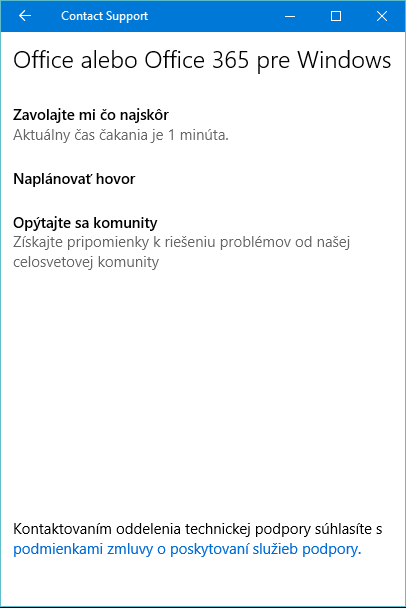 Contact Support
Office alebo Office 365 pre Windows
Zavolajte mi čo najskôr
Aktuálny čas čakania je 1 minúta.
Naplánovať hovor
Opýtajte sa komunity
Získajte pripomienky k riešeniu problémov od našej
celosvetovej komunity
Kontaktovaním oddelenia technickej podpory súhlasíte s
podmienkami zmluvy o poskytovaní služieb podpory.